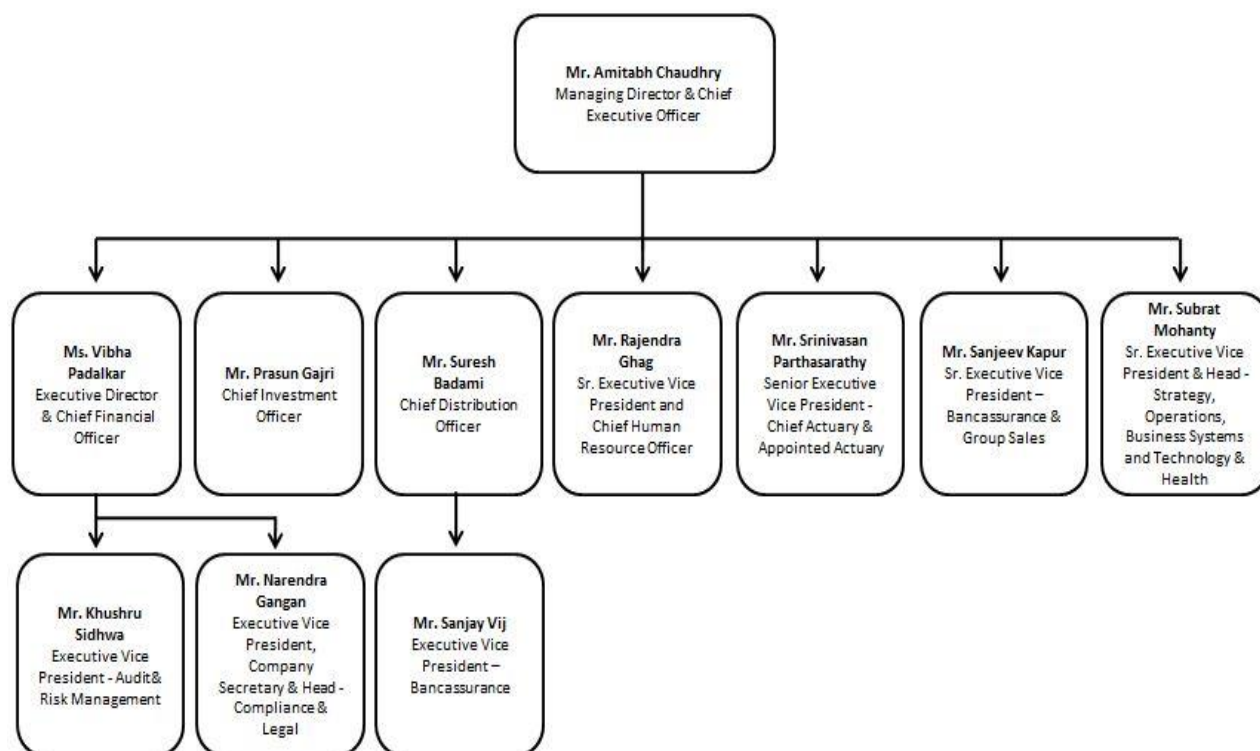 Mr. Amitabh Chaudhry
Managing Director & Chief
Executive Officer
Ms. Vibha
Padalkar
Executive Director
& Chief Financial
Officer
Mr. Prasun Gajri
Chief Investment
Officer
Mr. Suresh
Badami
Chief Distribution
Officer
Mr. Rajendra
Ghag
Sr. Executive Vice
President and
Chief Human
Resource Officer
Mr. Srinivasan
Parthasarathy
Senior Executive
Vice President -
Chief Actuary &
Appointed Actuary
Mr. Sanjeev Kapur
Sr. Executive Vice
President –
Bancassurance &
Group Sales
Mr. Subrat
Mohanty
Sr. Executive Vice
President & Head -
Strategy,
Operations,
Business Systems
and Technology &
Health
Mr. Khushru
Sidhwa
Executive Vice
President - Audit&
Risk Management
Mr. Narendra
Gangan
Executive Vice
President,
Company
Secretary & Head -
Compliance &
Legal
Mr. Sanjay Vij
Executive Vice
President –
Bancassurance